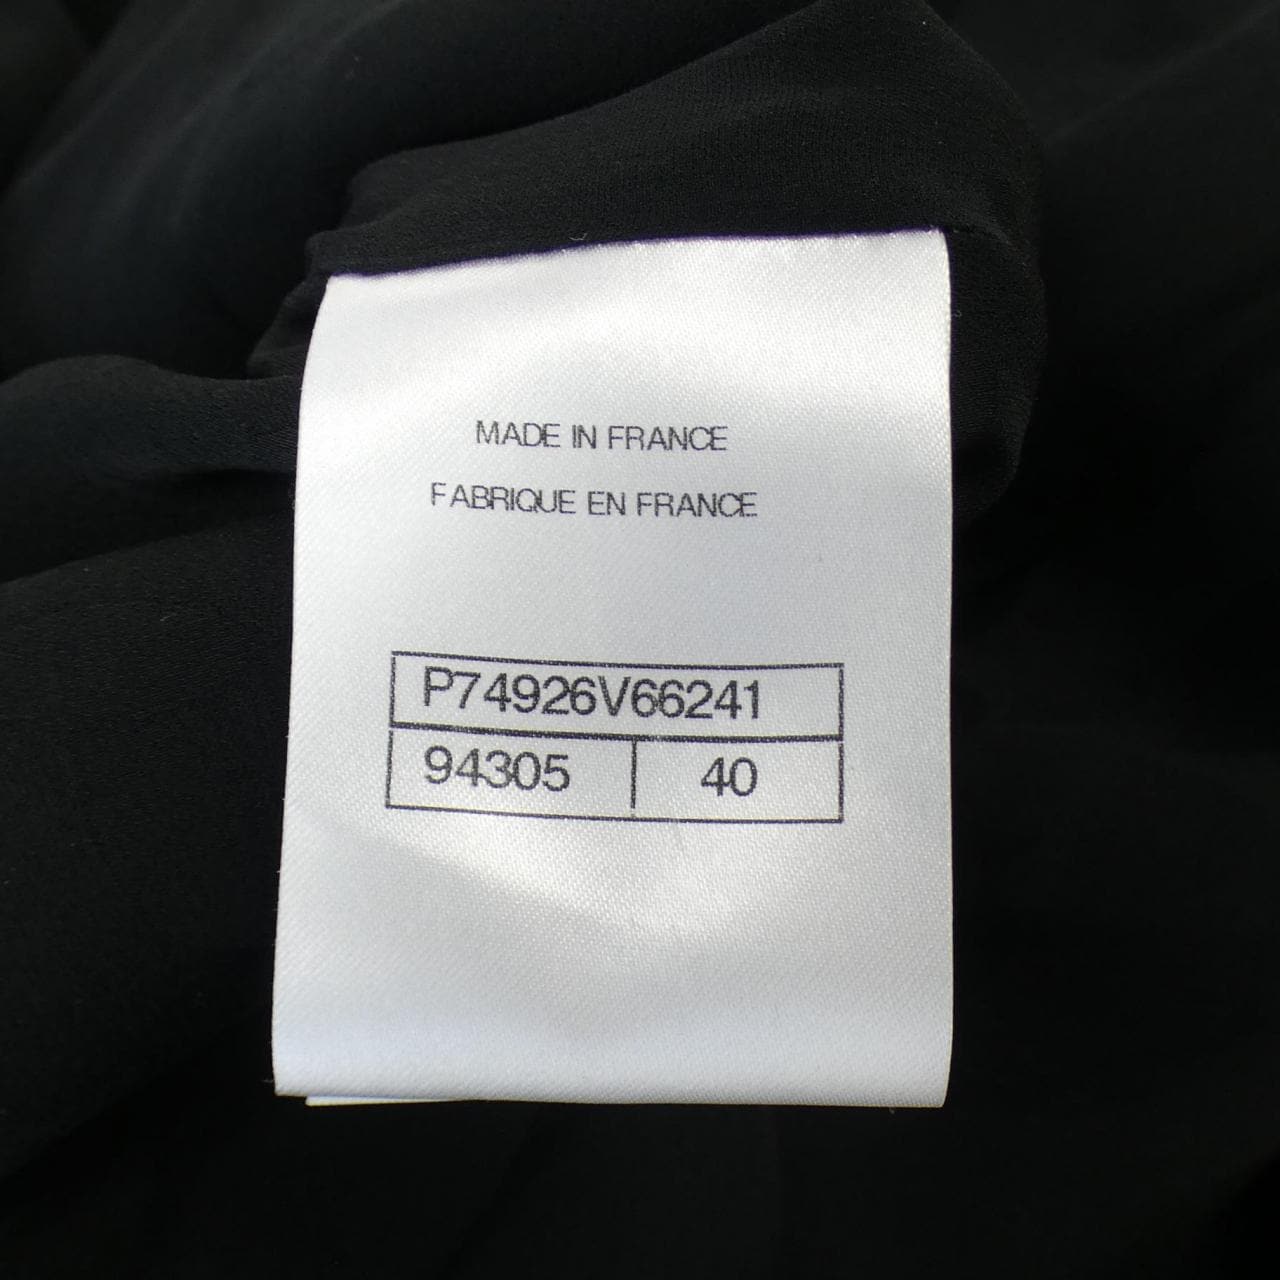 MADE IN FRANCE
FABRIQUE EN FRANCE
P74926V66241
94305 40